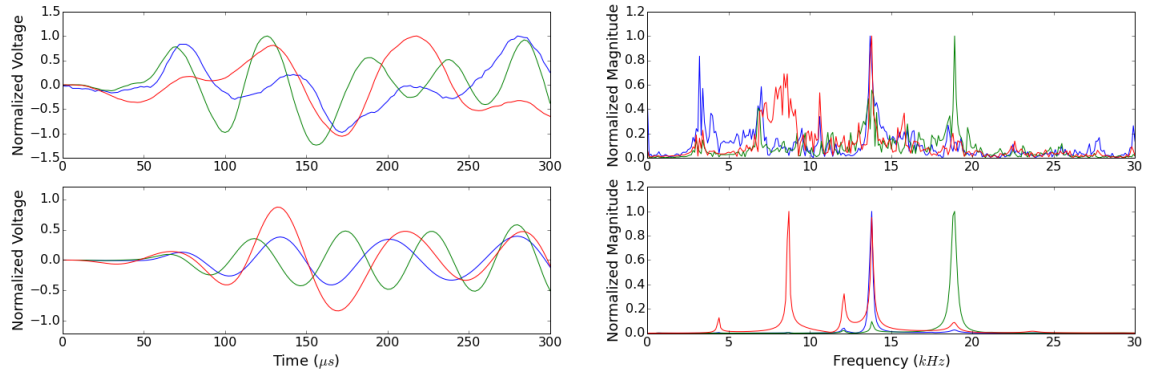 Normalized Voltage
1.5
1.0
0.5
0.0
−0.5
−1.0
−1.5
0 50 100 150 200 250 300
Normalized Magnitude
1.2
1.0
0.8
0.6
0.4
0.2
0.0
0 5 10 15 20 25 30
Normalized Voltage
1.0
0.5
0.0
−0.5
−1.0
0 50 100 150 200 250 300
Time (μs)
Normalized Magnitude
1.2
1.0
0.8
0.6
0.4
0.2
0.0
0 5 10 15 20 25 30
Frequency (kHz)